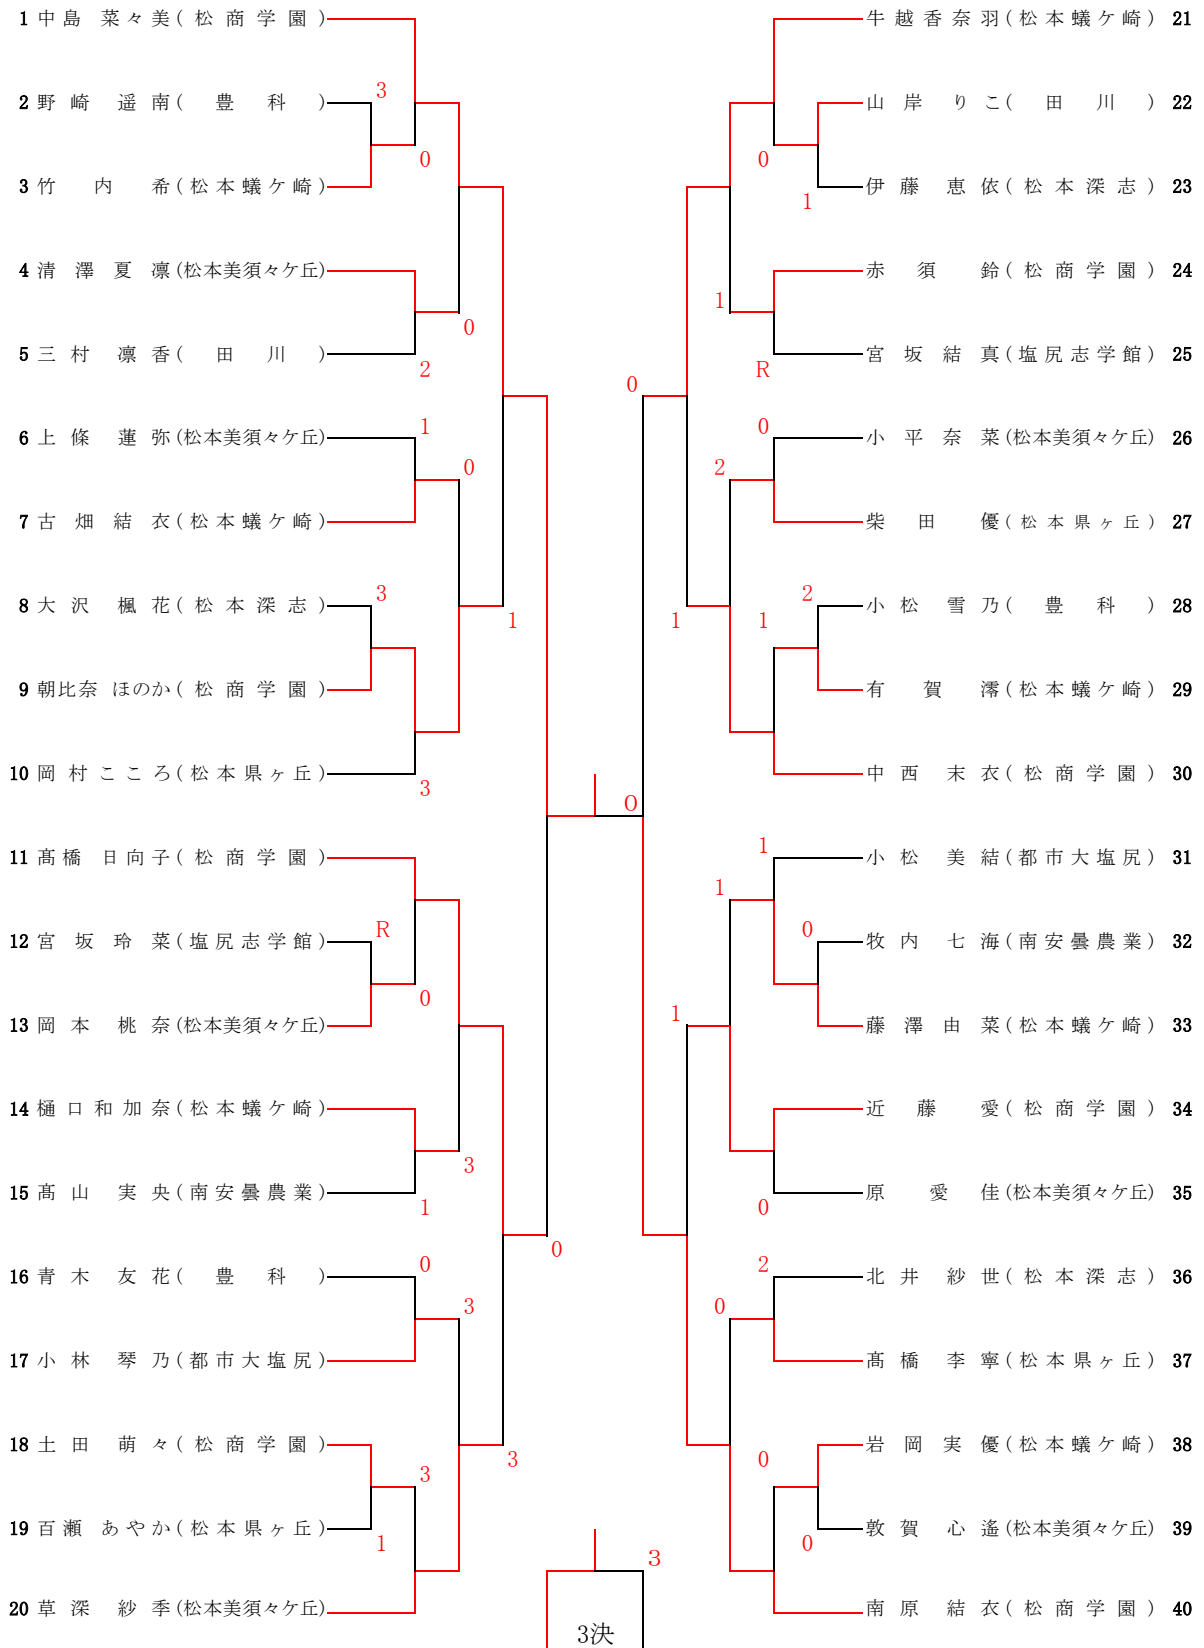 1 中島 菜々美 (松商学園)
2 野崎 遥南 (豊科)
3 竹内 希 (松本蟻ケ崎)
4 清澤夏凛 (松本美須々ケ丘)
5 三村 凛香 (田川)
6 上條蓮弥 (松本美須々ケ丘)
7 古畑結衣 (松本蟻ケ崎)
8 大沢楓花 (松本深志)
9 朝比奈 ほのか (松商学園)
10 岡村こころ (松本県ヶ丘)
11 髙橋 日向子 (松商学園)
12 宮坂玲菜 (塩尻志学館)
13 岡本桃奈 (松本美須々ケ丘)
14 樋口和加奈 (松本蟻ケ崎)
15 髙山実央 (南安曇農業)
16 青木友花 (豊科)
17 小林琴乃 (都市大塩尻)
18 土田萌々 (松商学園)
19 百瀬 あやか (松本県ヶ丘)
20 草深紗季 (松本美須々ケ丘)
3
0
0
2
1
0
3
3
1
R
0
3
1
0
0
3
3
3
1
0
3
3決
牛越香奈羽 (松本蟻ケ崎) 21
山岸りこ (田川) 22
伊藤恵依 (松本深志) 23
赤須鈴 (松商学園) 24
宮坂結真 (塩尻志学館) 25
小平奈菜 (松本美須々ケ丘) 26
柴田優 (松本県ヶ丘) 27
小松雪乃 (豊科) 28
有賀澪 (松本蟻ケ崎) 29
中西末衣 (松商学園) 30
小松美結 (都市大塩尻) 31
牧内七海 (南安曇農業) 32
藤澤由菜 (松本蟻ケ崎) 33
近藤愛 (松商学園) 34
原愛佳 (松本美須々ケ丘) 35
北井紗世 (松本深志) 36
髙橋李寧 (松本県ヶ丘) 37
岩岡実優 (松本蟻ケ崎) 38
敦賀心遙 (松本美須々ケ丘) 39
南原結衣 (松商学園) 40
0
1
1
R
0
0
2
2
1
1
1
1
0
1
0
2
0
0
0